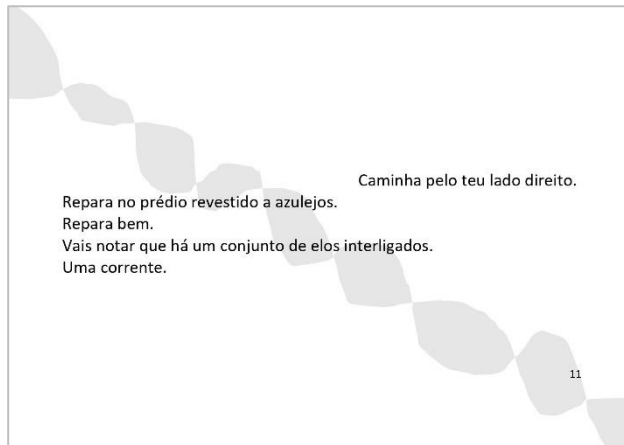 Caminha pelo teu lado direito.
Repara no prédio revestido a azulejos.
Repara bem.
Vais notar que há um conjunto de elos interligados.
Uma corrente.
11